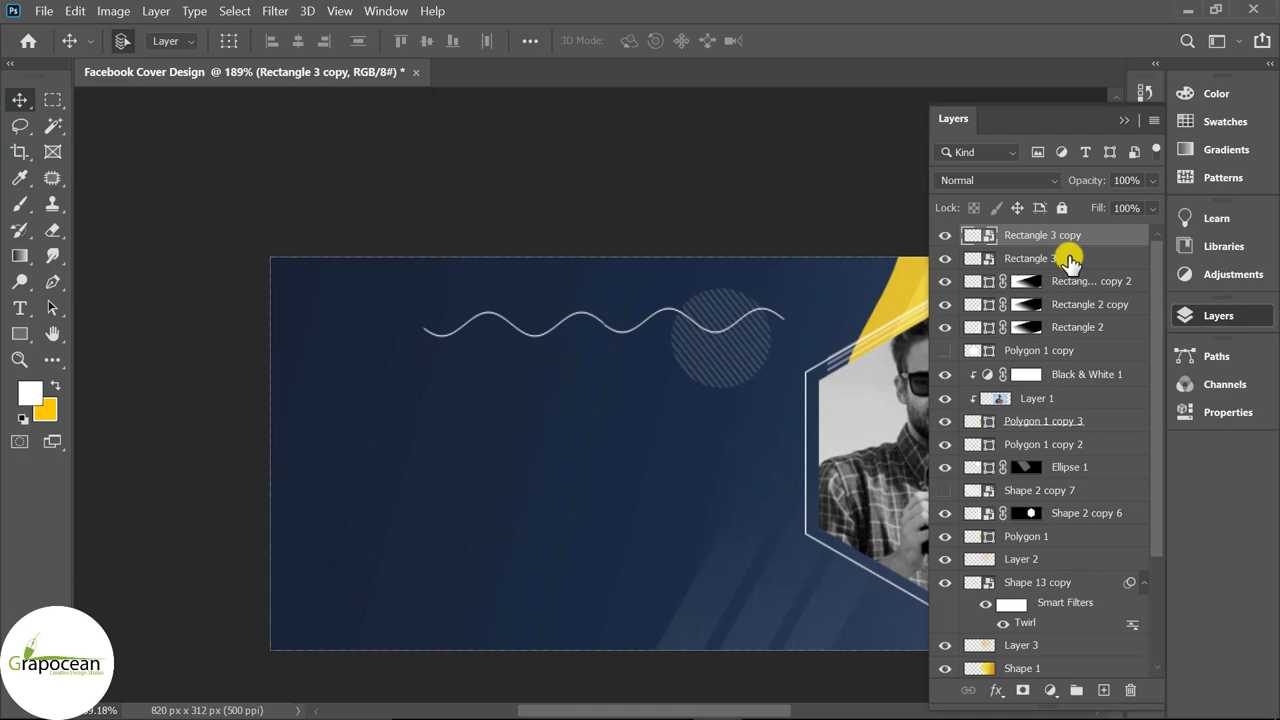 Ps File Edit Image Layer Type Select Filter 3D View Window Help
Layer 3D Mode:
Facebook Cover Design @ 189% (Rectangle 3 copy, RGB/8#) *
Layers
Kind
Normal Opacity: 100%
Lock: Fill: 100%
Rectangle 3 copy
Rectangle 3
Rectang... copy 2
Rectangle 2 copy
Rectangle 2
Polygon 1 copy
Black & White 1
Layer 1
Polygon 1 copy 3
Polygon 1 copy 2
Ellipse 1
Shape 2 copy 7
Shape 2 copy 6
Polygon 1
Layer 2
Shape 13 copy
Smart Filters
Twirl
Layer 3
Shape 1
Color
Swatches
Gradients
Patterns
Learn
Libraries
Adjustments
Layers
Paths
Channels
Properties
Grapocean
Creative Design Studio
820 px x 312 px (500 ppi)